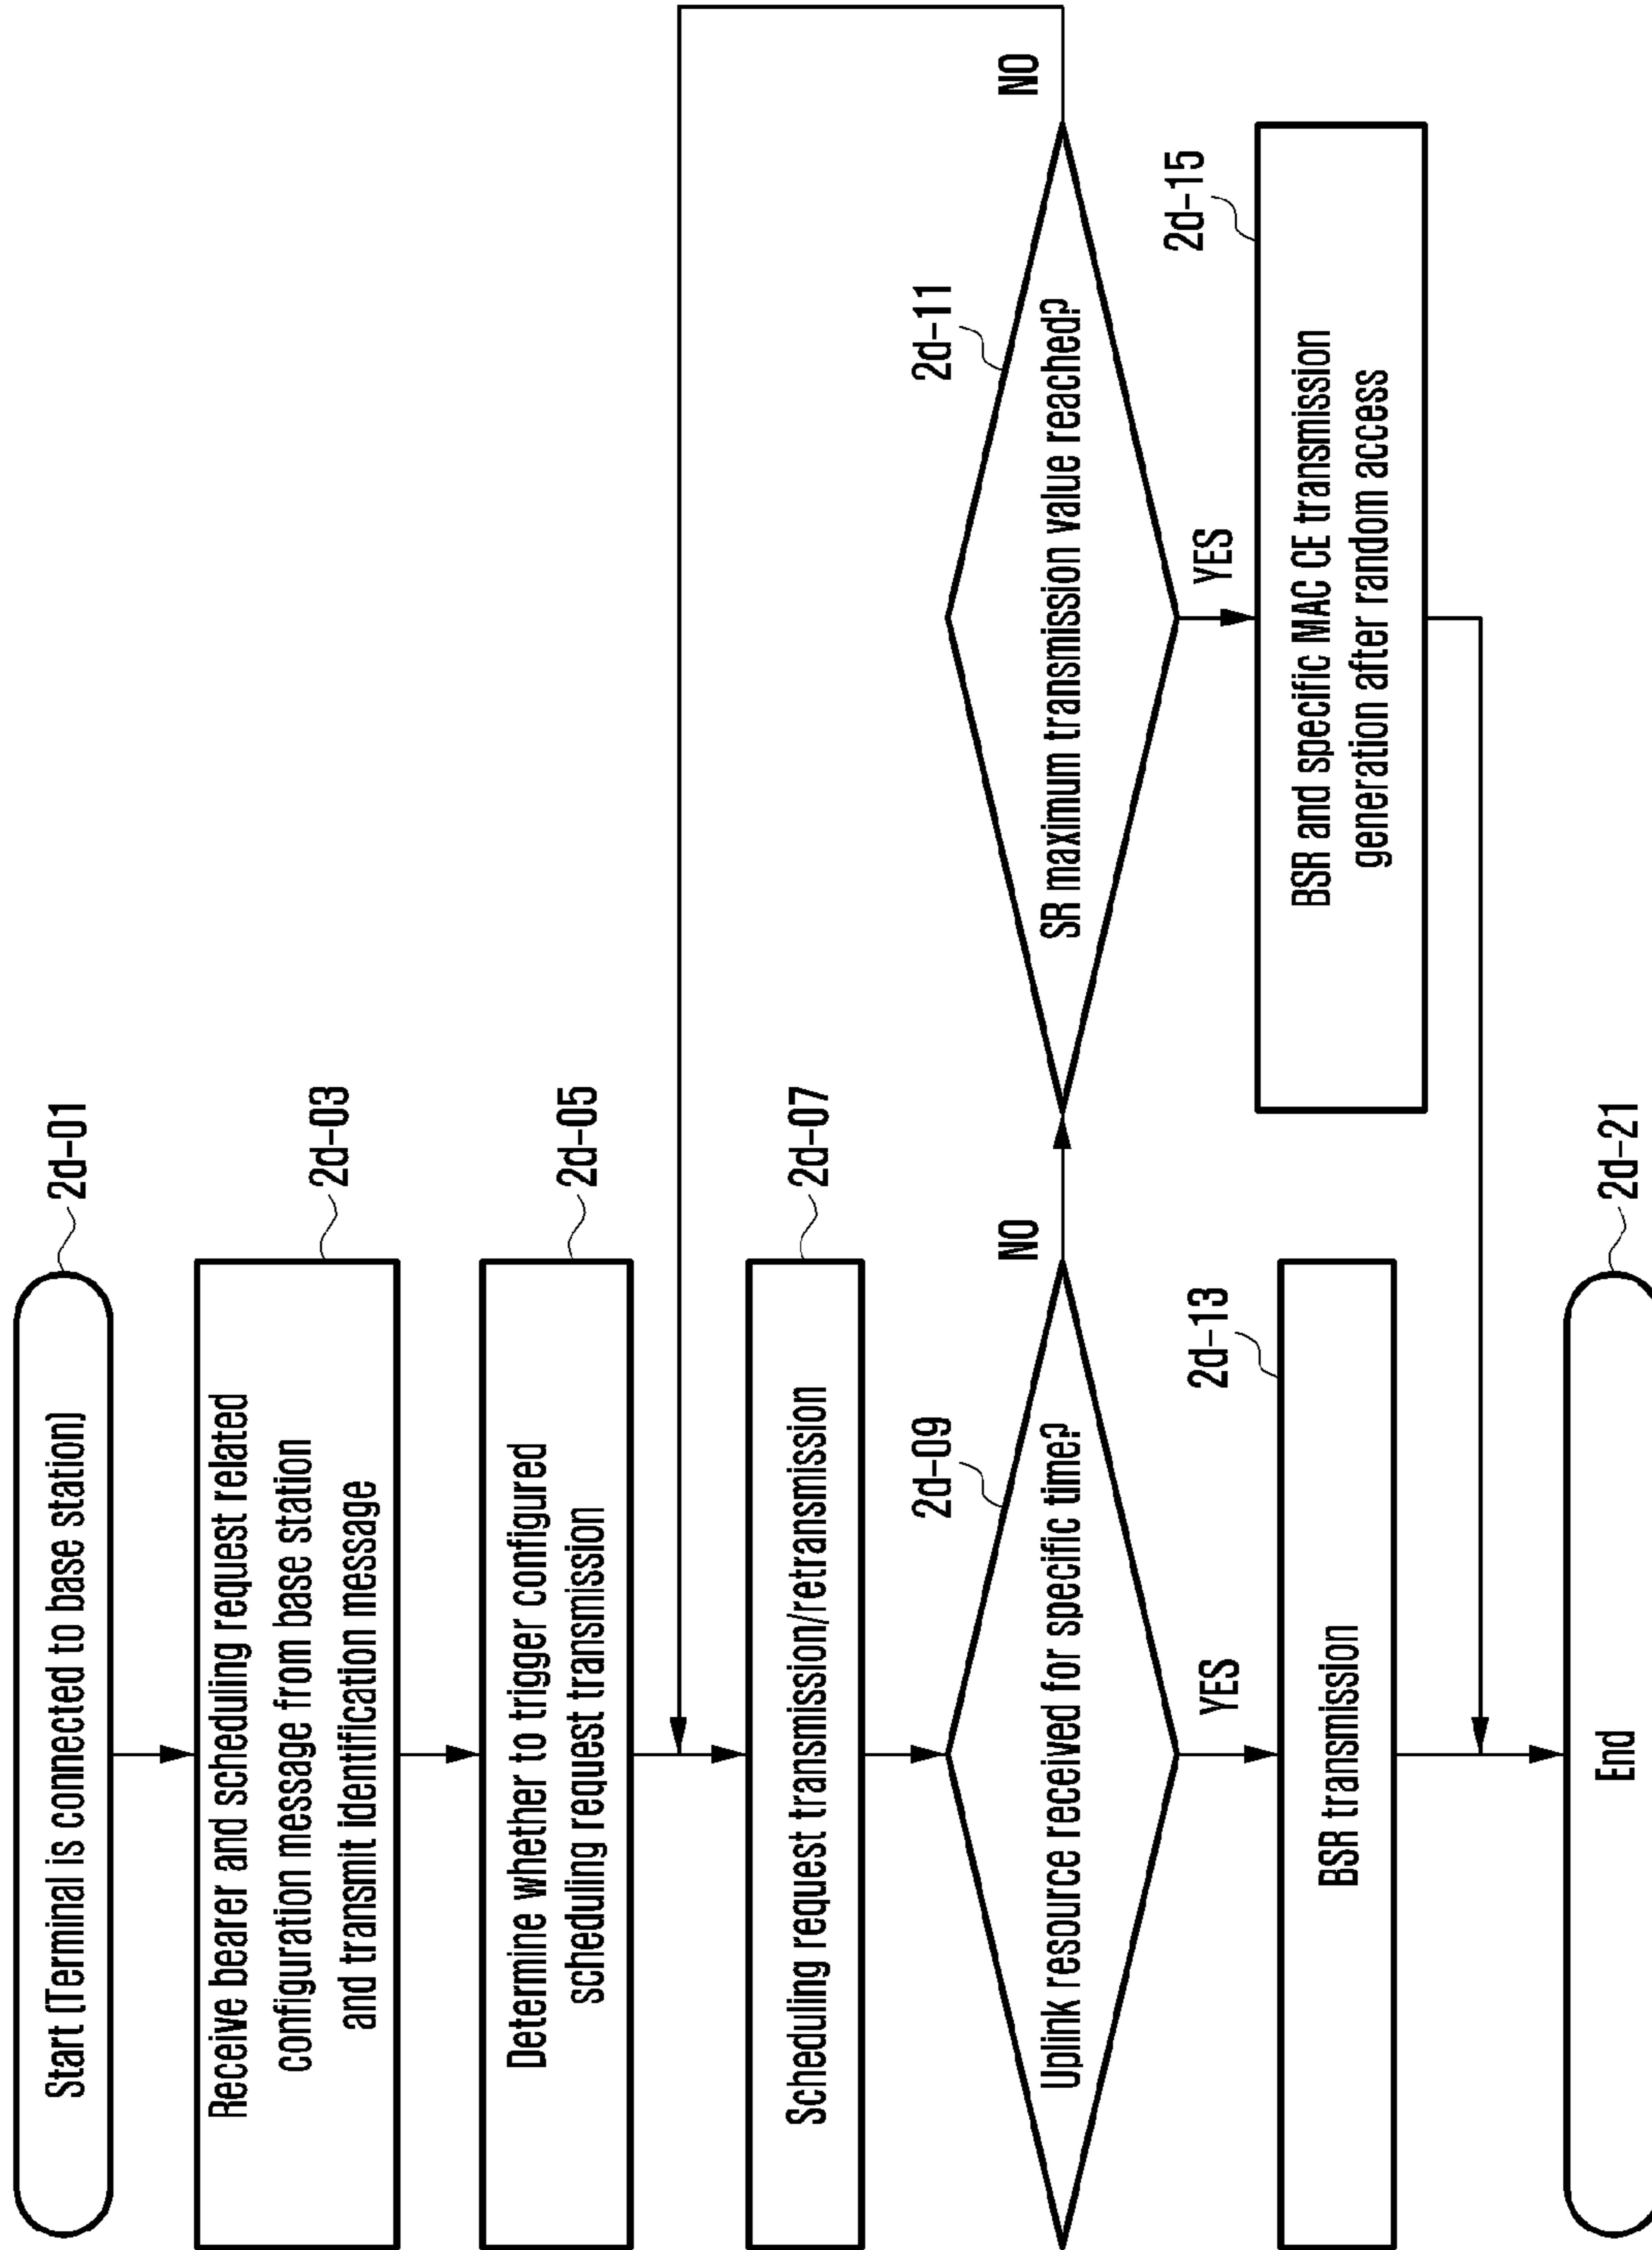 Start (Terminal is connected to base station)
2d-01
Receive bearer and scheduling request related
configuration message from base station
and transmit identification message
2d-03
Determine whether to trigger configured
scheduling request transmission
2d-05
Scheduling request transmission/retransmission
2d-07
Uplink resource received for specific time?
2d-09
NO
SR maximum transmission value reached?
2d-11
NO
YES
BSR transmission
2d-13
YES
BSR and specific MAC CE transmission
generation after random access
2d-15
End
2d-21